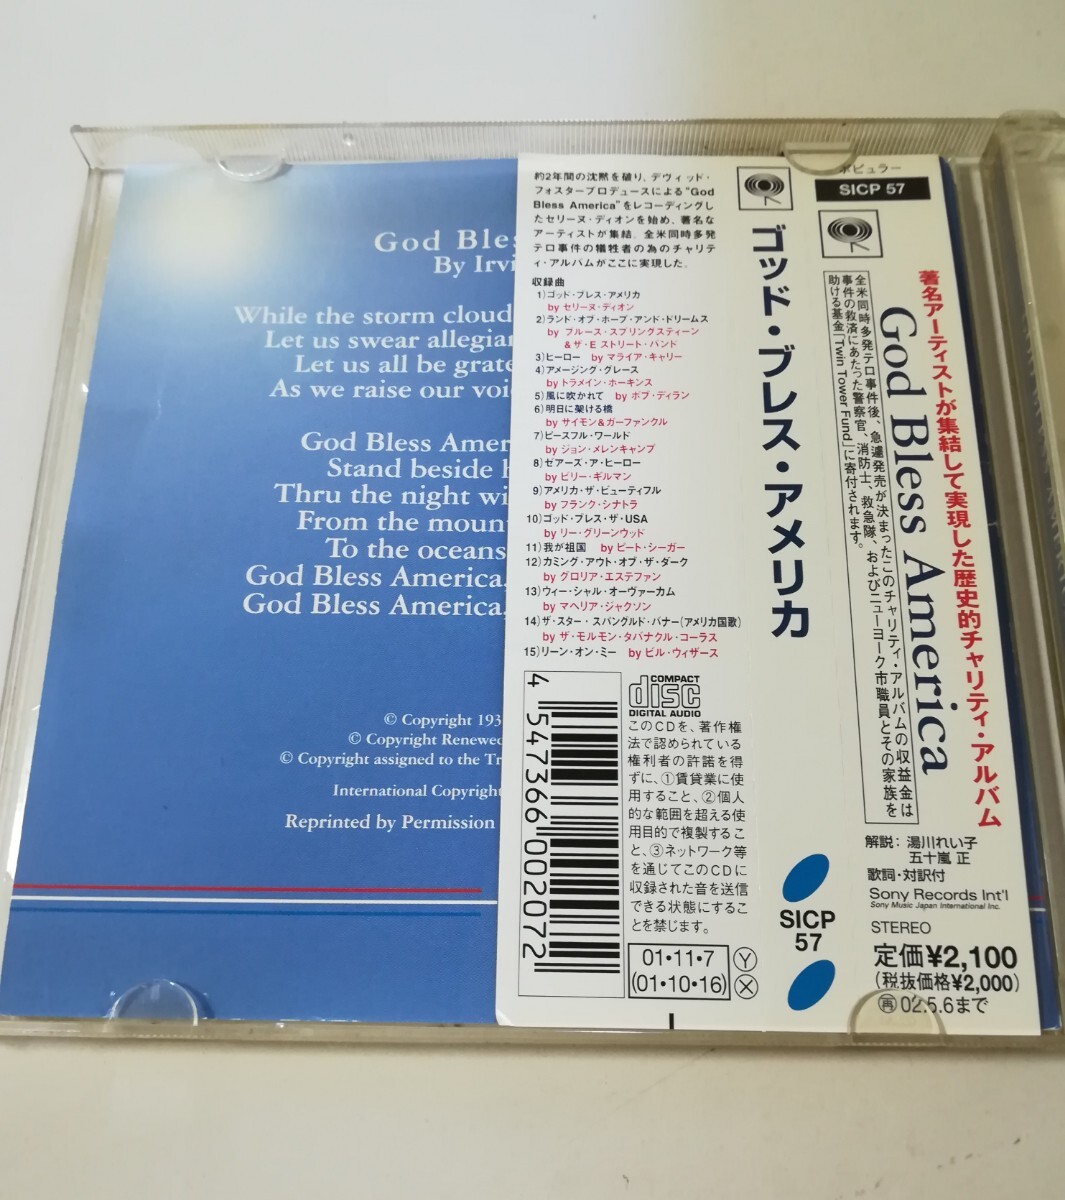 God Bles
By Irvi
While the storm cloud
Let us swear allegian
Let us all be grate
As we raise our voi
God Bless Amer
Stand beside h
Thru the night wi
From the moun
To the oceans
God Bless America,
God Bless America,
© Copyright 193
© Copyright Renewed
© Copyright assigned to the Tr
International Copyright
Reprinted by Permission
約2年間の沈黙を破り、デヴィッド・
フォスタープロデュースによる"God
Bless America"をレコーディングし
たセリーヌ・ディオンを始め、著名な
アーティストが集結。全米同時多発
テロ事件の犠牲者の為のチャリテ
ィ・アルバムがここに実現した。
収録曲
1)ゴッド・ブレス・アメリカ
by セリーヌ・ディオン
2)ランド・オブ・ホープ・アンド・ドリームス
by ブルース・スプリングスティーン
&ザ・E ストリート・バンド
3)ヒーロー by マライア・キャリー
4)アメージング・グレース
by トラメイン・ホーキンス
5)風に吹かれて by ボブ・ディラン
6)明日に架ける橋
by サイモン&ガーファンクル
7)ピースフル・ワールド
by ジョン・メレンキャンプ
8)ゼアーズ・ア・ヒーロー
by ビリー・ギルマン
9)アメリカ・ザ・ビューティフル
by フランク・シナトラ
10)ゴッド・ブレス・ザ・USA
by リー・グリーンウッド
11)我が祖国 by ピート・シーガー
12)カミング・アウト・オブ・ザ・ダーク
by グロリア・エステファン
13)ウィー・シャル・オーヴァーカム
by マヘリア・ジャクソン
14)ザ・スター・スパングルド・バナー(アメリカ国歌)
by ザ・モルモン・タバナクル・コーラス
15)リーン・オン・ミー by ビル・ウィザース
4 547366 002072
COMPACT
disc
DIGITAL AUDIO
このCDを、著作権
法で認められている
権利者の許諾を得
ずに、①賃貸業に使
用すること、②個人
的な範囲を超える使
用目的で複製するこ
と、③ネットワーク等
を通じてこのCDに
収録された音を送信
できる状態にするこ
とを禁じます。
01・11・7 Ⓨ
(01・10・16) Ⓧ
ゴッド・ブレス・アメリカ
SICP
57
ポピュラー
SICP 57
著名アーティストが集結して実現した歴史的チャリティ・アルバム
God Bless America
全米同時多発テロ事件後、急遽発売が決まったこのチャリティ・アルバムの収益金は
事件の救済にあたった警察官、消防士、救急隊、およびニューヨーク市職員とその家族を
助ける基金「Twin Tower Fund」に寄付されます。
解説：湯川れい子
五十嵐 正
歌詞・対訳付
Sony Records Int'l
Sony Music Japan International Inc.
STEREO
定価¥2,100
(税抜価格¥2,000)
㊢02.5.6まで